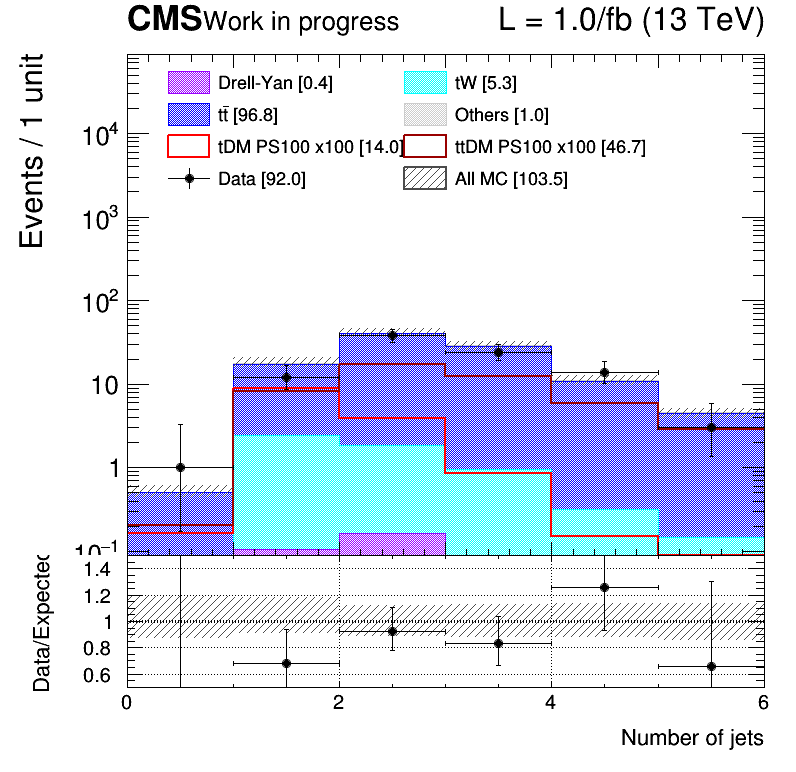 CMS Work in progress L = 1.0/fb (13 TeV)
Events / 1 unit
Drell-Yan [0.4] tW [5.3]
tt̄ [96.8] Others [1.0]
tDM PS100 x100 [14.0] ttDM PS100 x100 [46.7]
Data [92.0] All MC [103.5]
10⁴
10³
10²
10
1
10⁻¹
Data/Expected
1.4
1.2
1
0.8
0.6
0 2 4 6
Number of jets